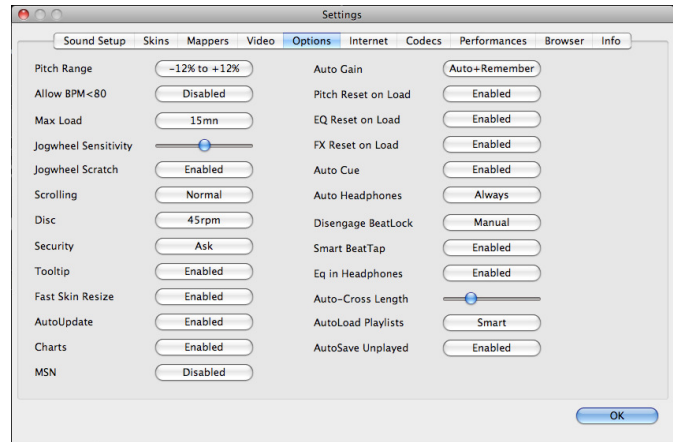 Settings
Sound Setup Skins Mappers Video Options Internet Codecs Performances Browser Info
Pitch Range -12% to +12%
Allow BPM<80 Disabled
Max Load 15mn
Jogwheel Sensitivity
Jogwheel Scratch Enabled
Scrolling Normal
Disc 45rpm
Security Ask
Tooltip Enabled
Fast Skin Resize Enabled
AutoUpdate Enabled
Charts Enabled
MSN Disabled
Auto Gain Auto+Remember
Pitch Reset on Load Enabled
EQ Reset on Load Enabled
FX Reset on Load Enabled
Auto Cue Enabled
Auto Headphones Always
Disengage BeatLock Manual
Smart BeatTap Enabled
Eq in Headphones Enabled
Auto-Cross Length
AutoLoad Playlists Smart
AutoSave Unplayed Enabled
OK